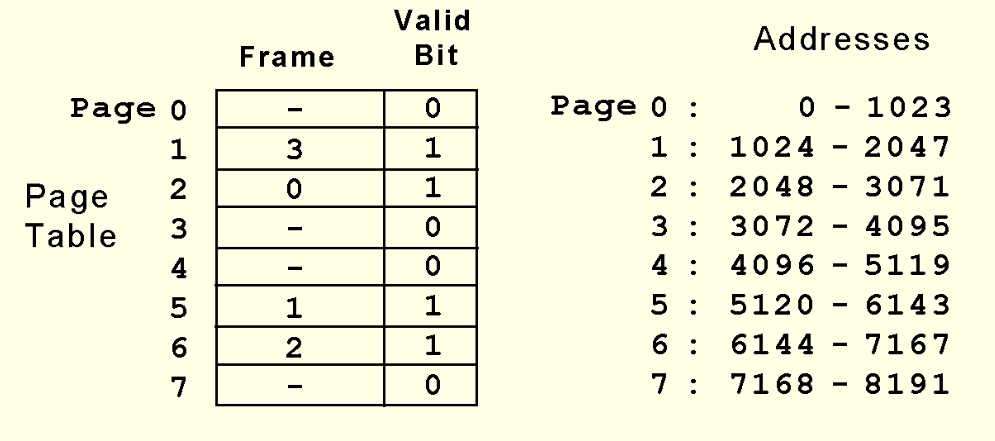 Valid
Bit
Frame
Addresses
Page 0 - 0
1 3 1
2 0 1
3 - 0
4 - 0
5 1 1
6 2 1
7 - 0
Page
Table
Page 0 : 0 - 1023
1 : 1024 - 2047
2 : 2048 - 3071
3 : 3072 - 4095
4 : 4096 - 5119
5 : 5120 - 6143
6 : 6144 - 7167
7 : 7168 - 8191